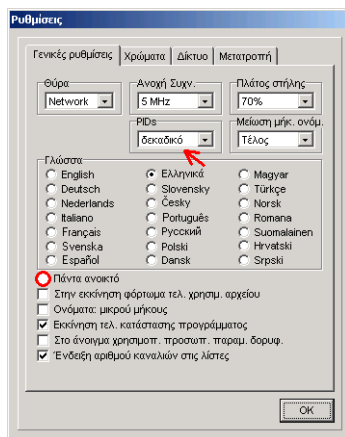 Ρυθμίσεις
Γενικές ρυθμίσεις Χρώματα Δίκτυο Μετατροπή
Θύρα Ανοχή Συχν. Πλάτος στήλης
Network 5 MHz 70%
PIDs Μείωση μήκ. ονόμ.
δεκαδικό Τέλος
Γλώσσα
English Ελληνικά Magyar
Deutsch Slovensky Türkçe
Nederlands Česky Norsk
Italiano Português Romana
Français Русский Suomalainen
Svenska Polski Hrvatski
Español Dansk Srpski
Πάντα ανοικτό
Στην εκκίνηση φόρτωμα τελ. χρησιμ. αρχείου
Ονόματα: μικρού μήκους
Εκκίνηση τελ. κατάστασης προγράμματος
Στο άνοιγμα χρησιμοπ. προσωπ. παραμ. δορυφ.
Ένδειξη αριθμού καναλιών στις λίστες
OK